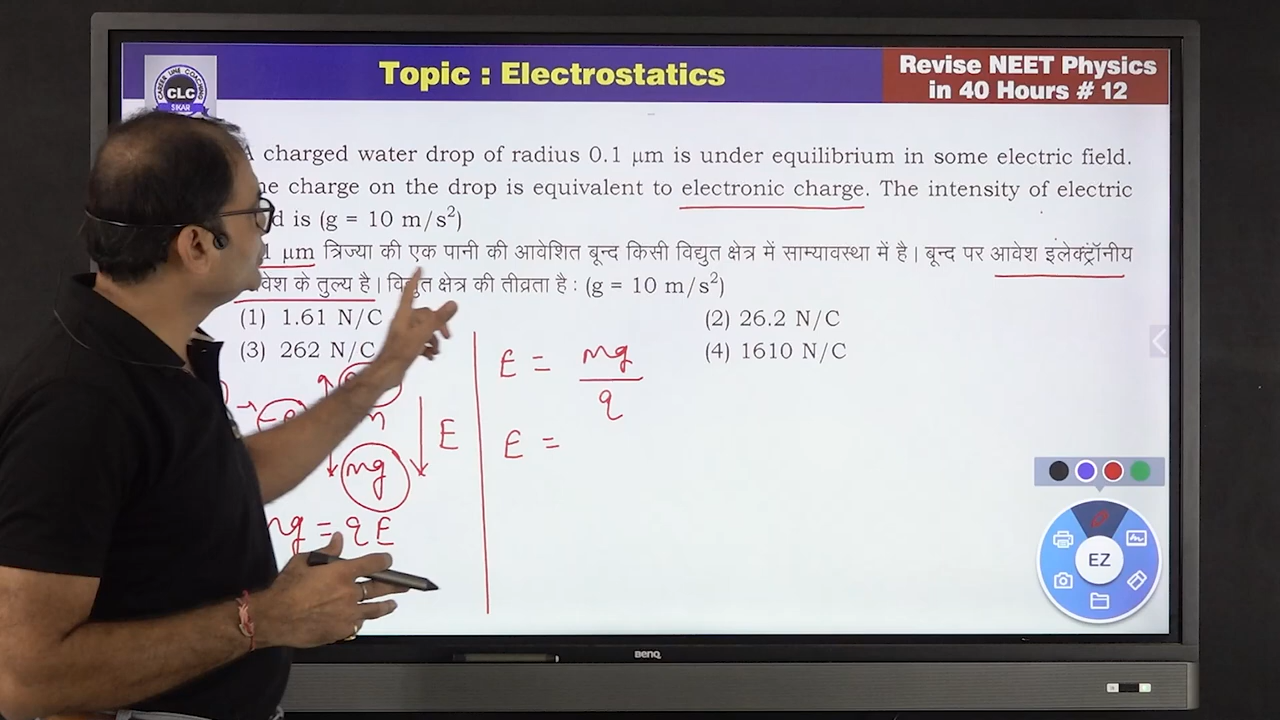 Topic : Electrostatics
Revise NEET Physics
in 40 Hours # 12
CLC
SIKAR
A charged water drop of radius 0.1 μm is under equilibrium in some electric field.
charge on the drop is equivalent to electronic charge. The intensity of electric
is (g = 10 m/s²)
μm त्रिज्या की एक पानी की आवेशित बून्द किसी विद्युत क्षेत्र में साम्यावस्था में है। बून्द पर आवेश इंलेक्ट्रॉनीय
के तुल्य है। विद्युत क्षेत्र की तीव्रता है : (g = 10 m/s²)
(1) 1.61 N/C
(2) 26.2 N/C
(3) 262 N/C
(4) 1610 N/C
E = mg/q
E =
E
mg
mg = qE
EZ
BenQ